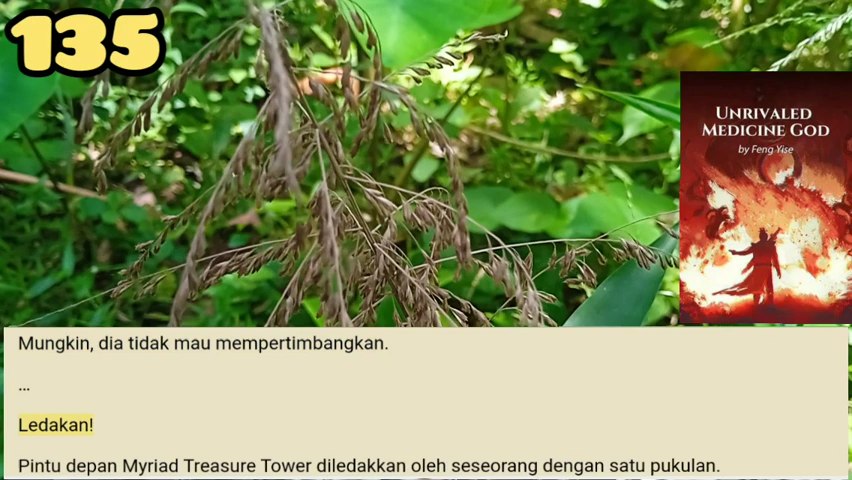 135
UNRIVALED
MEDICINE GOD
by Feng Yise
Mungkin, dia tidak mau mempertimbangkan.
...
Ledakan!
Pintu depan Myriad Treasure Tower diledakkan oleh seseorang dengan satu pukulan.